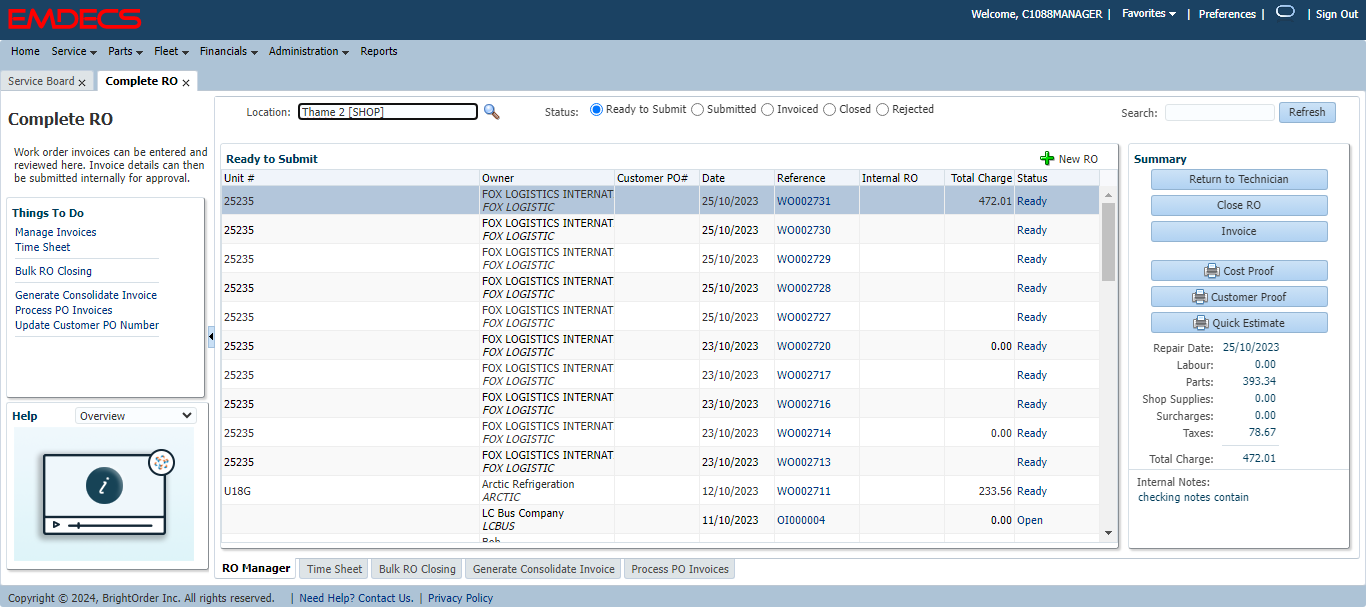 EMDECS
Welcome, C1088MANAGER | Favorites | Preferences | | Sign Out
Home Service Parts Fleet Financials Administration Reports
Service Board x Complete RO x
Complete RO
Work order invoices can be entered and
reviewed here. Invoice details can then
be submitted internally for approval.
Things To Do
Manage Invoices
Time Sheet
Bulk RO Closing
Generate Consolidate Invoice
Process PO Invoices
Update Customer PO Number
Help Overview
i
Location: Thame 2 [SHOP] Status: Ready to Submit Submitted Invoiced Closed Rejected Search: Refresh
Ready to Submit New RO
Unit # Owner Customer PO# Date Reference Internal RO Total Charge Status
25235 FOX LOGISTICS INTERNAT 25/10/2023 WO002731 472.01 Ready
FOX LOGISTIC
25235 FOX LOGISTICS INTERNAT 25/10/2023 WO002730 Ready
FOX LOGISTIC
25235 FOX LOGISTICS INTERNAT 25/10/2023 WO002729 Ready
FOX LOGISTIC
25235 FOX LOGISTICS INTERNAT 25/10/2023 WO002728 Ready
FOX LOGISTIC
25235 FOX LOGISTICS INTERNAT 25/10/2023 WO002727 Ready
FOX LOGISTIC
25235 FOX LOGISTICS INTERNAT 23/10/2023 WO002720 0.00 Ready
FOX LOGISTIC
25235 FOX LOGISTICS INTERNAT 23/10/2023 WO002717 Ready
FOX LOGISTIC
25235 FOX LOGISTICS INTERNAT 23/10/2023 WO002716 Ready
FOX LOGISTIC
25235 FOX LOGISTICS INTERNAT 23/10/2023 WO002714 0.00 Ready
FOX LOGISTIC
25235 FOX LOGISTICS INTERNAT 23/10/2023 WO002713 Ready
FOX LOGISTIC
U18G Arctic Refrigeration 12/10/2023 WO002711 233.56 Ready
ARCTIC
LC Bus Company 11/10/2023 OI000004 0.00 Open
LCBUS
Summary
Return to Technician
Close RO
Invoice
Cost Proof
Customer Proof
Quick Estimate
Repair Date: 25/10/2023
Labour: 0.00
Parts: 393.34
Shop Supplies: 0.00
Surcharges: 0.00
Taxes: 78.67
Total Charge: 472.01
Internal Notes:
checking notes contain
RO Manager Time Sheet Bulk RO Closing Generate Consolidate Invoice Process PO Invoices
Copyright © 2024, BrightOrder Inc. All rights reserved. | Need Help? Contact Us. | Privacy Policy